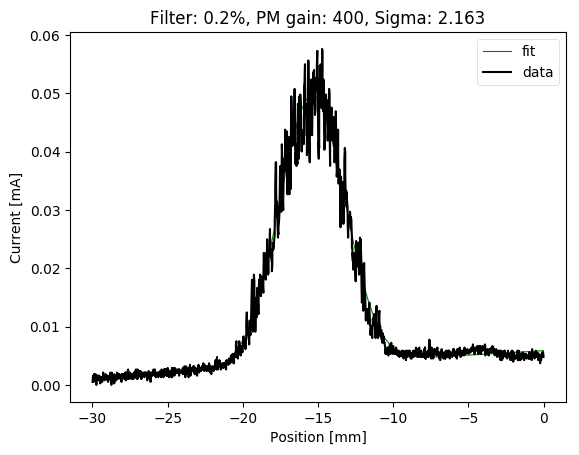 Filter: 0.2%, PM gain: 400, Sigma: 2.163
fit
data
0.06
0.05
0.04
0.03
0.02
0.01
0.00
Current [mA]
−30
−25
−20
−15
−10
−5
0
Position [mm]